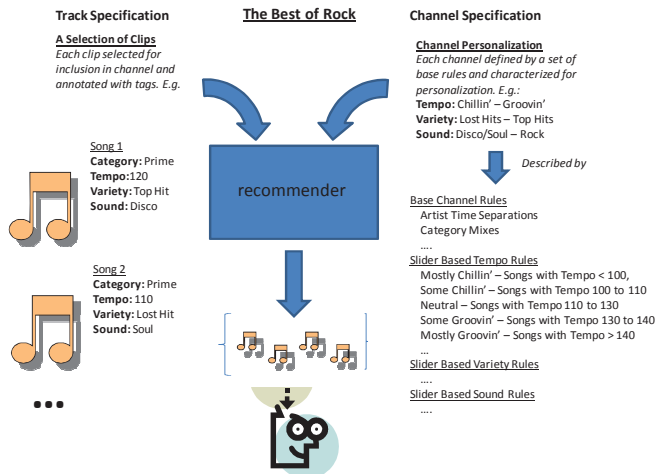 Track Specification
The Best of Rock
Channel Specification
A Selection of Clips
Each clip selected for
inclusion in channel and
annotated with tags. E.g.
Channel Personalization
Each channel defined by a set of
base rules and characterized for
personalization. E.g.:
Tempo: Chillin’ – Groovin’
Variety: Lost Hits – Top Hits
Sound: Disco/Soul – Rock
Described by
Song 1
Category: Prime
Tempo:120
Variety: Top Hit
Sound: Disco
recommender
Song 2
Category: Prime
Tempo: 110
Variety: Lost Hit
Sound: Soul
Base Channel Rules
Artist Time Separations
Category Mixes
....
Slider Based Tempo Rules
Mostly Chillin’ – Songs with Tempo < 100,
Some Chillin’ – Songs with Tempo 100 to 110
Neutral – Songs with Tempo 110 to 130
Some Groovin’ – Songs with Tempo 130 to 140
Mostly Groovin’ – Songs with Tempo > 140
...
Slider Based Variety Rules
....
Slider Based Sound Rules
....
...